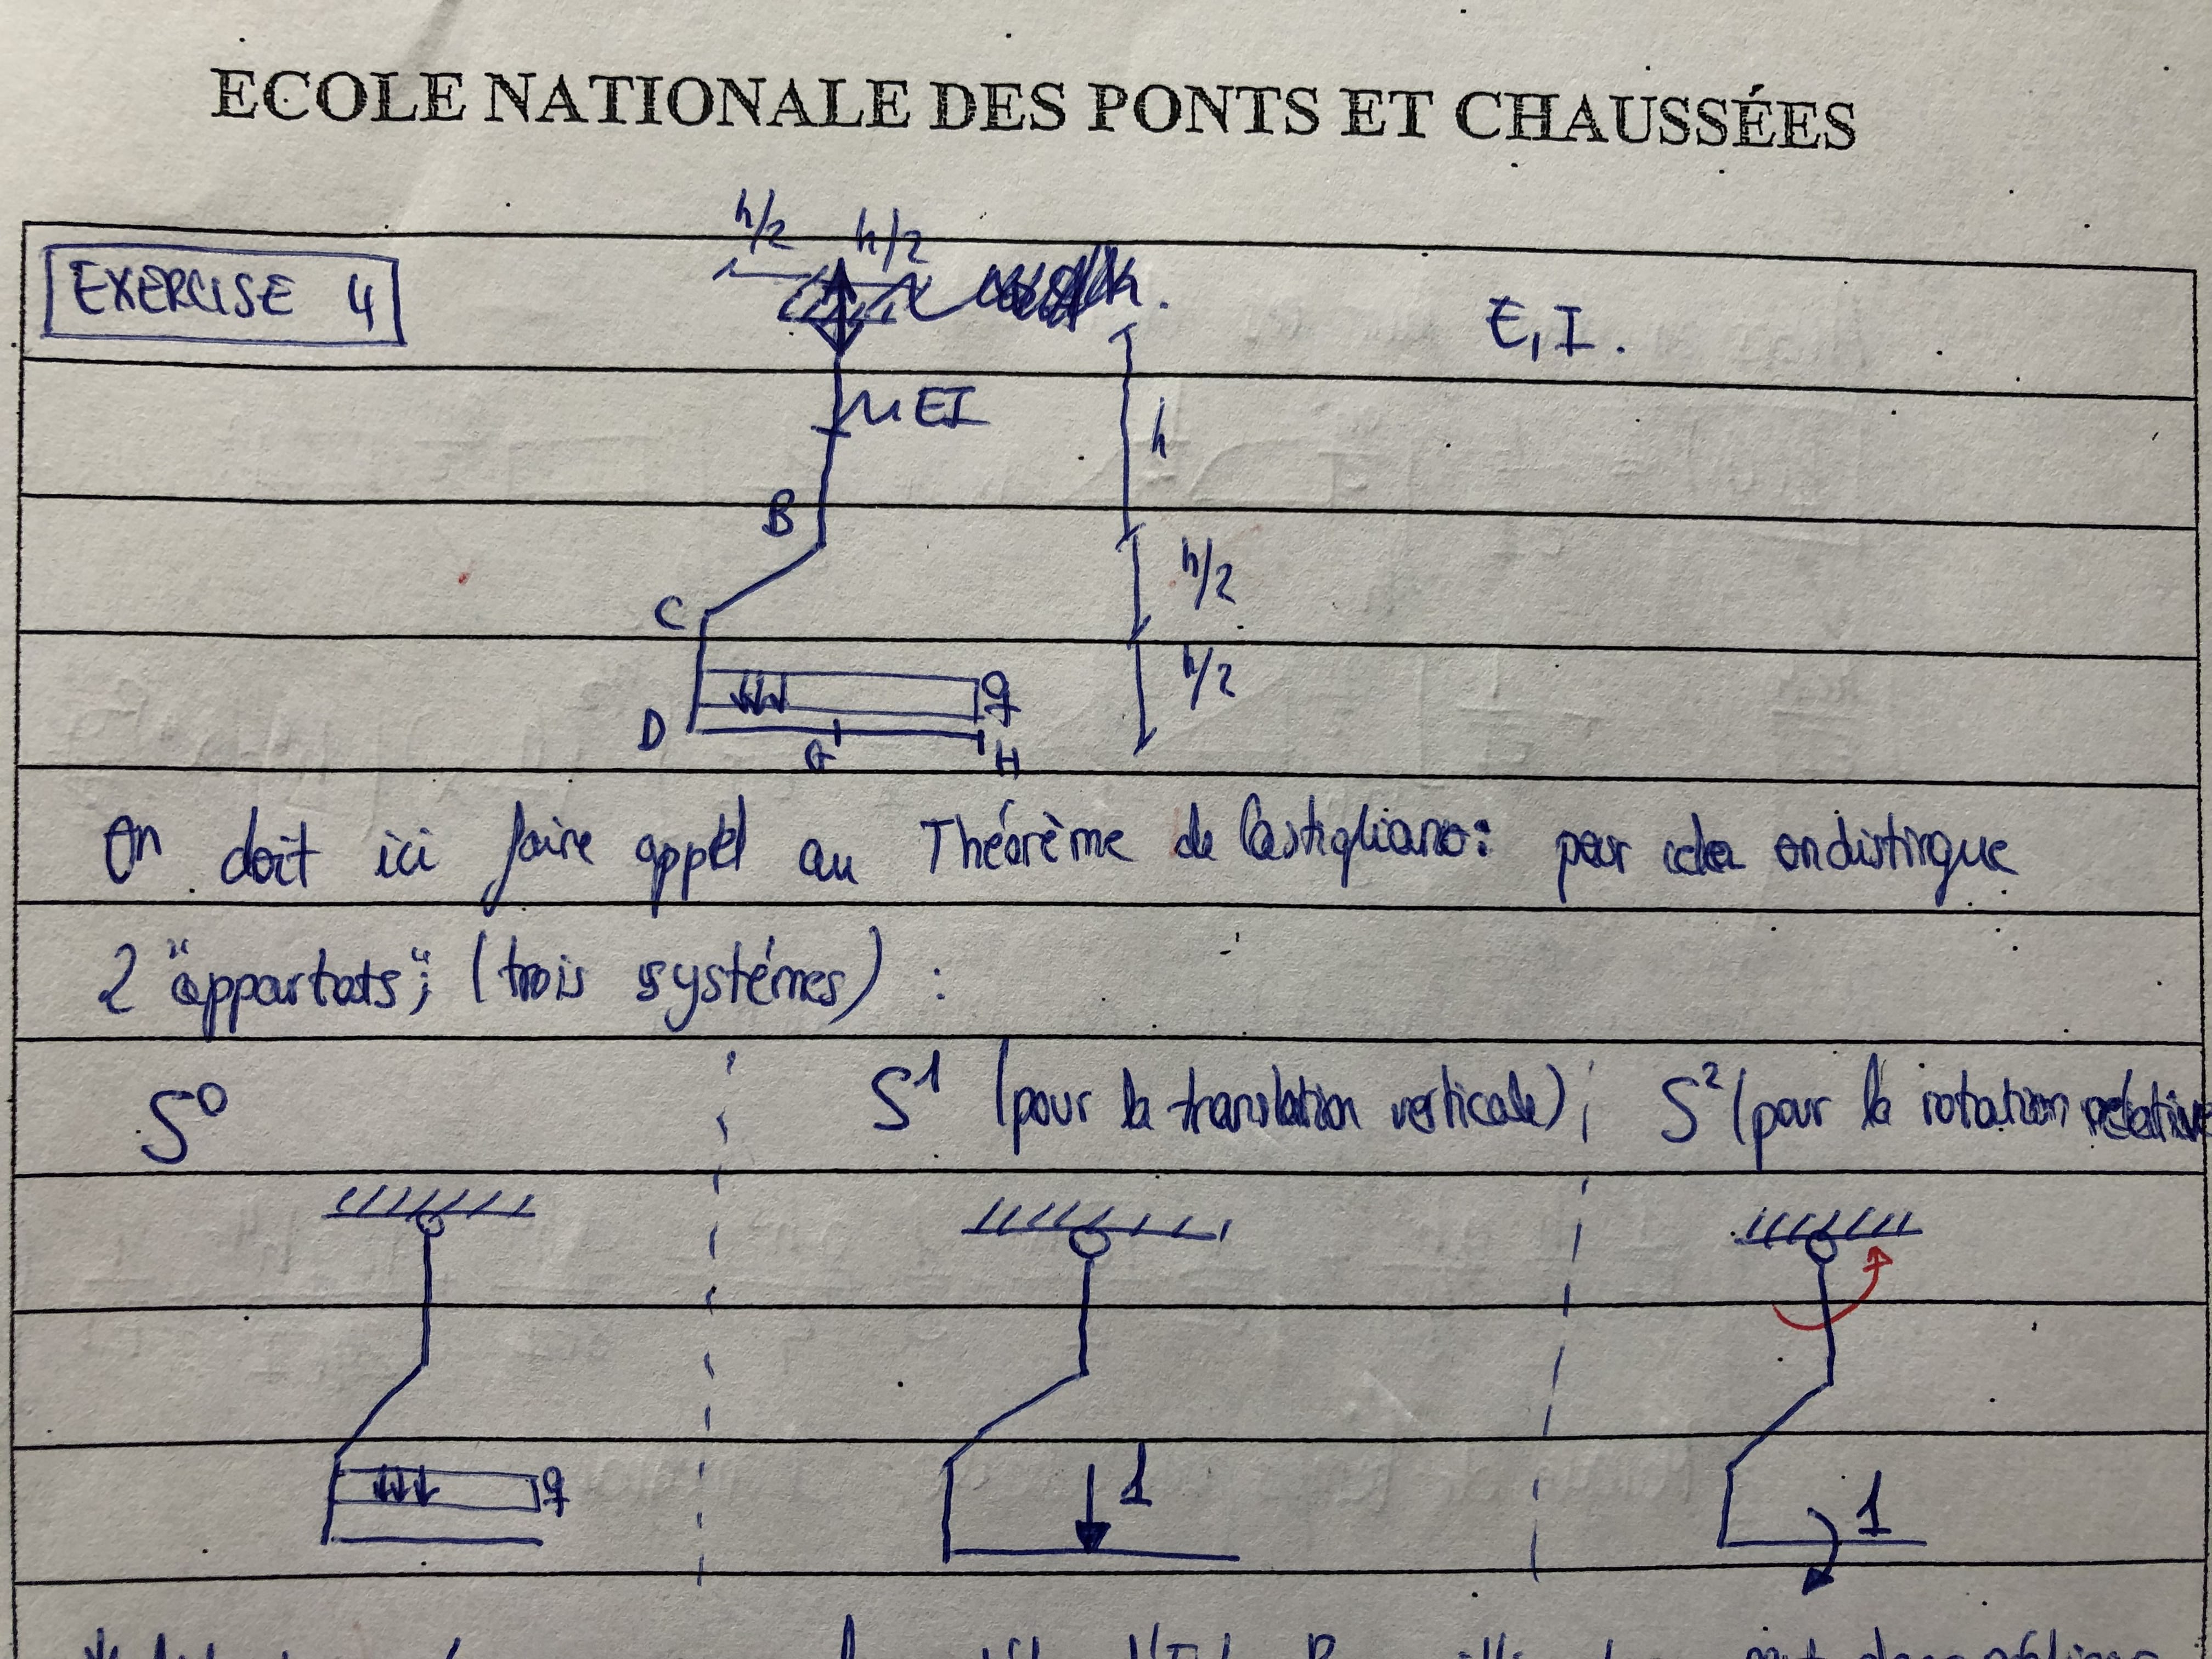 ECOLE NATIONALE DES PONTS ET CHAUSSÉES
h/2 h/2
EXERCISE 4
E, I.
μEI
h
B
h/2
C
h/2
q
D
G H
On doit ici faire appel au Théorème de Castigliano: pour cela on distingue
2 "appartats"; (trois systémes) :
S⁰ S¹ (pour la translation verticale) S² (pour la rotation relative
q 1 1